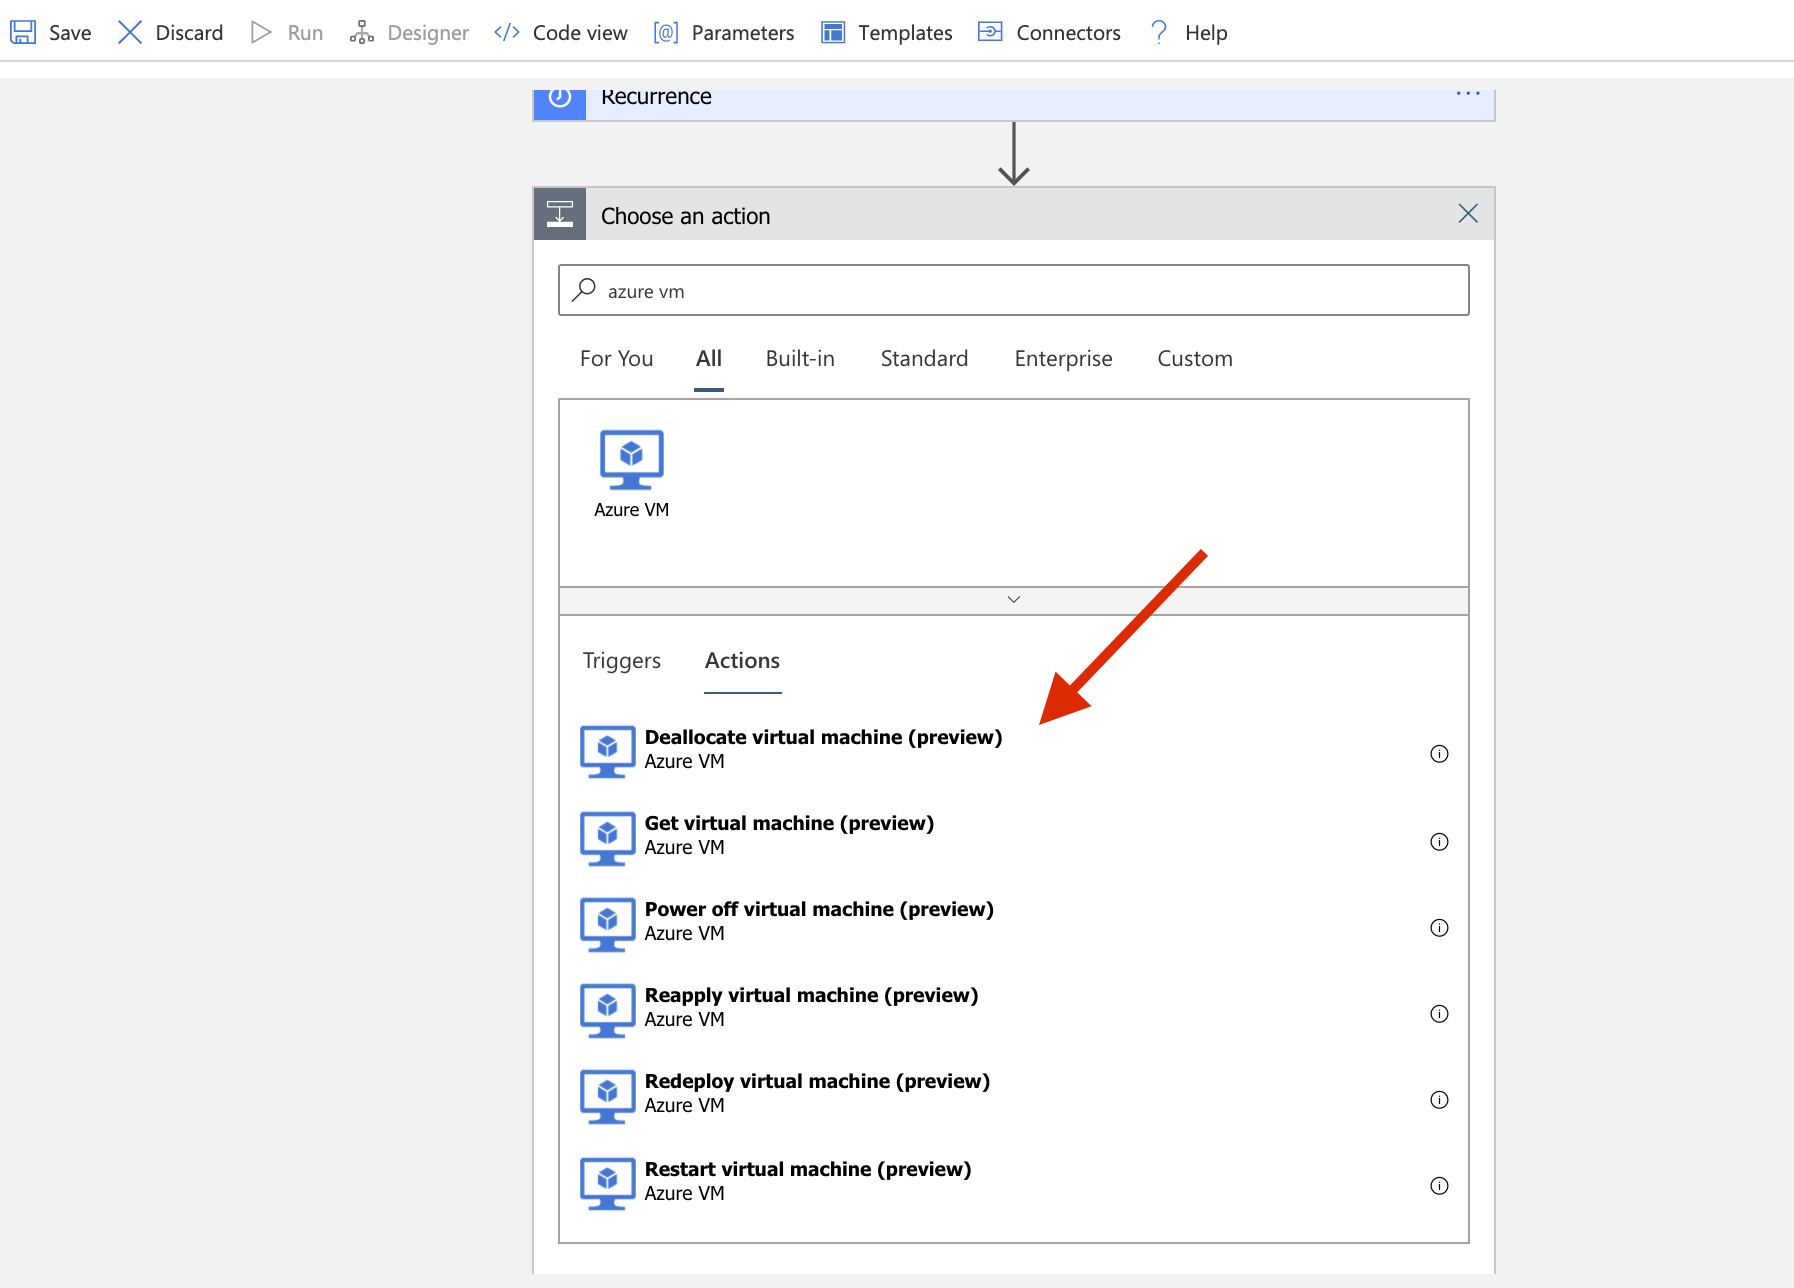 Save Discard Run Designer </> Code view [@] Parameters Templates Connectors ? Help
Recurrence ...
Choose an action
azure vm
For You All Built-in Standard Enterprise Custom
Azure VM
Triggers Actions
Deallocate virtual machine (preview)
Azure VM
Get virtual machine (preview)
Azure VM
Power off virtual machine (preview)
Azure VM
Reapply virtual machine (preview)
Azure VM
Redeploy virtual machine (preview)
Azure VM
Restart virtual machine (preview)
Azure VM